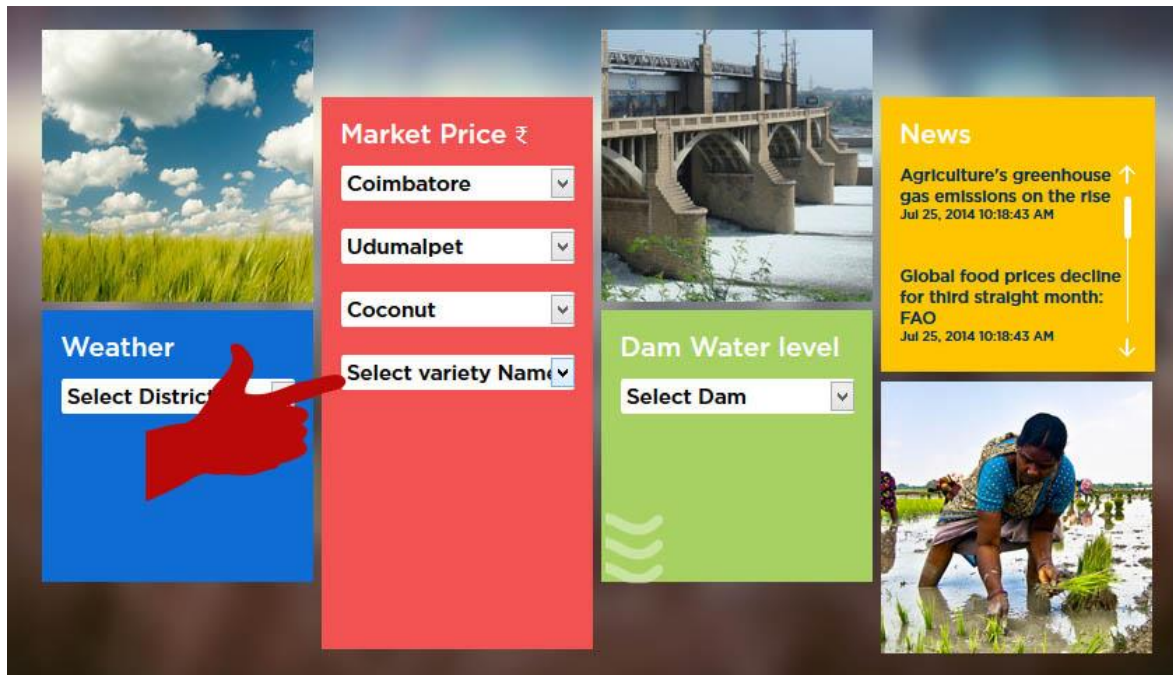 Weather
Select District
Market Price ₹
Coimbatore
Udumalpet
Coconut
Select variety Name
Dam Water level
Select Dam
News
Agriculture's greenhouse
gas emissions on the rise
Jul 25, 2014 10:18:43 AM
Global food prices decline
for third straight month:
FAO
Jul 25, 2014 10:18:43 AM